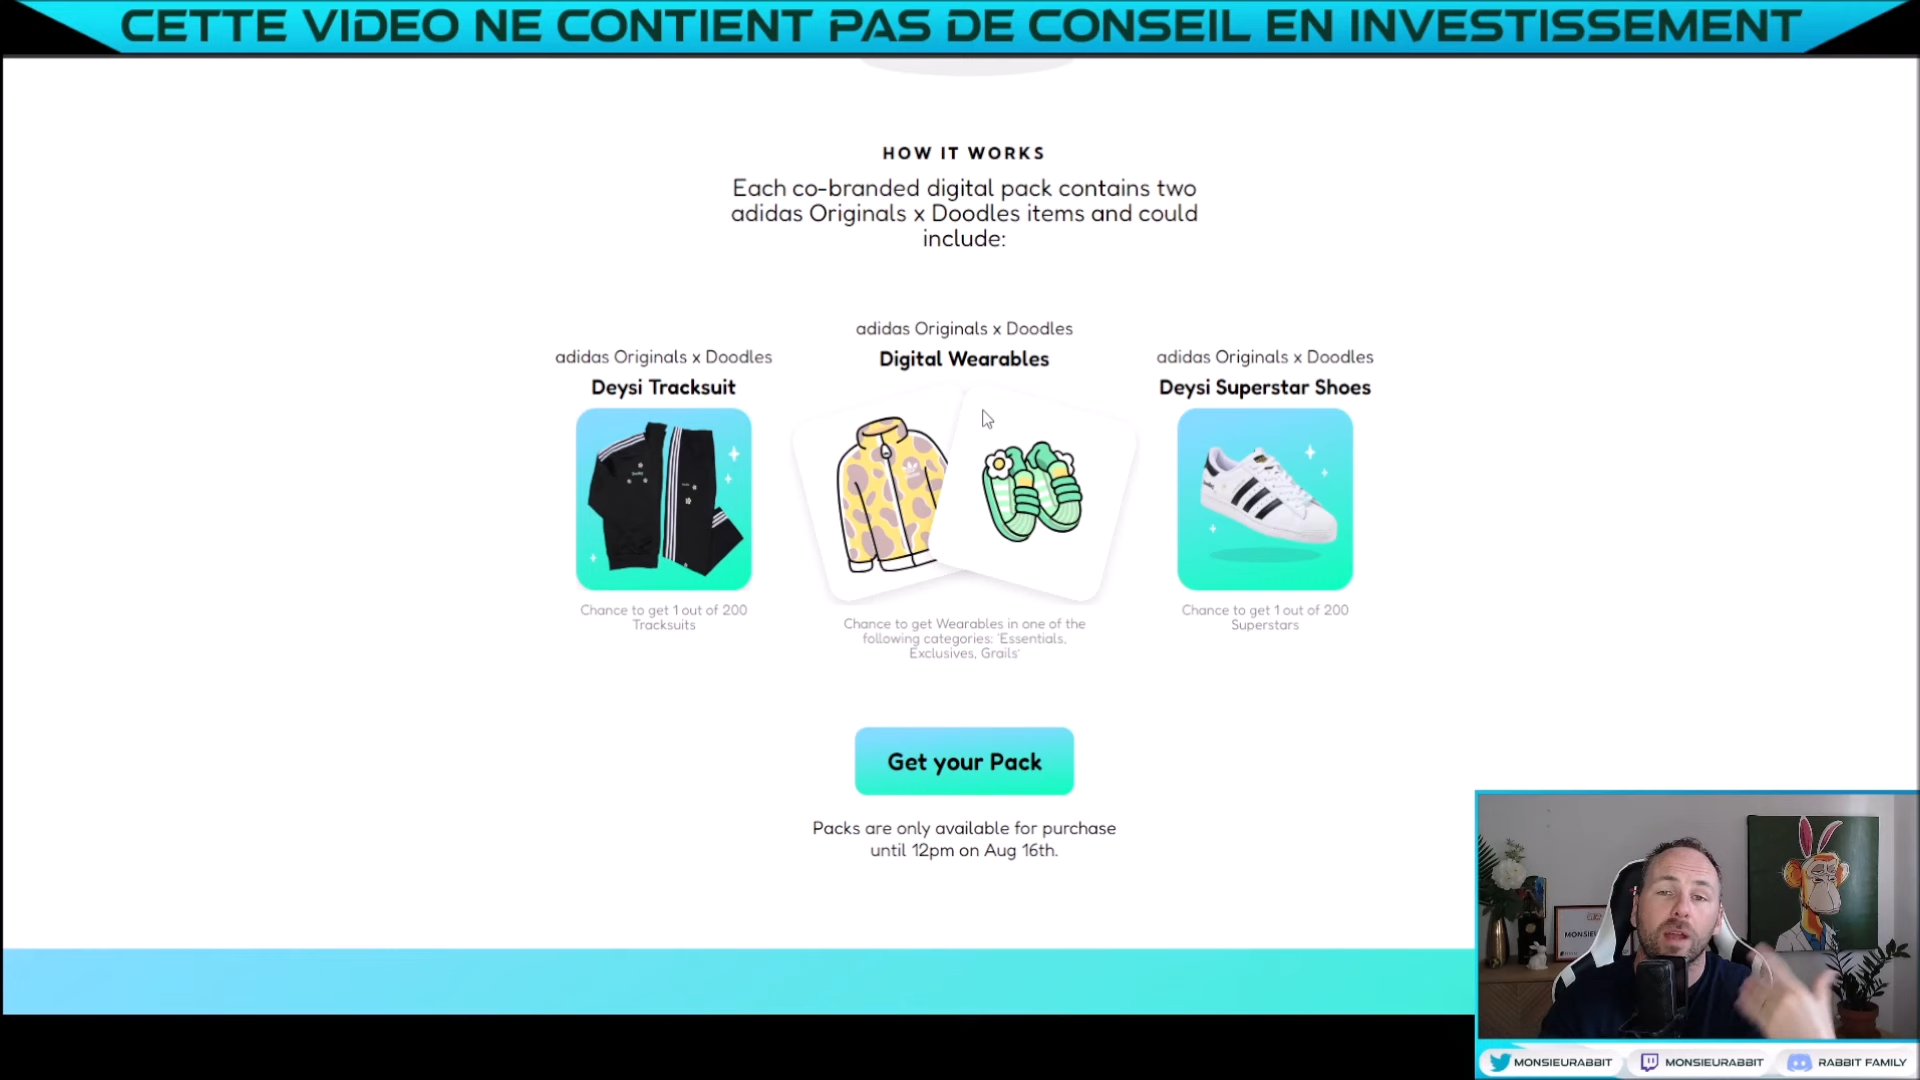 CETTE VIDEO NE CONTIENT PAS DE CONSEIL EN INVESTISSEMENT
HOW IT WORKS
Each co-branded digital pack contains two
adidas Originals x Doodles items and could
include:
adidas Originals x Doodles
Deysi Tracksuit
Chance to get 1 out of 200
Tracksuits
adidas Originals x Doodles
Digital Wearables
Chance to get Wearables in one of the
following categories: 'Essentials,
Exclusives, Grails'
adidas Originals x Doodles
Deysi Superstar Shoes
Chance to get 1 out of 200
Superstars
Get your Pack
Packs are only available for purchase
until 12pm on Aug 16th.
MONSIEURABBIT
MONSIEURABBIT
RABBIT FAMILY